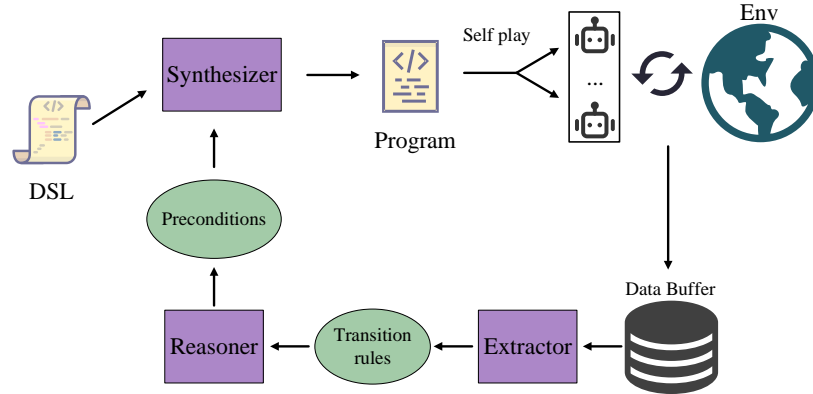 Env
Self play
Synthesizer
</>
</>
...
Program
DSL
Preconditions
Data Buffer
Reasoner
Transition
rules
Extractor